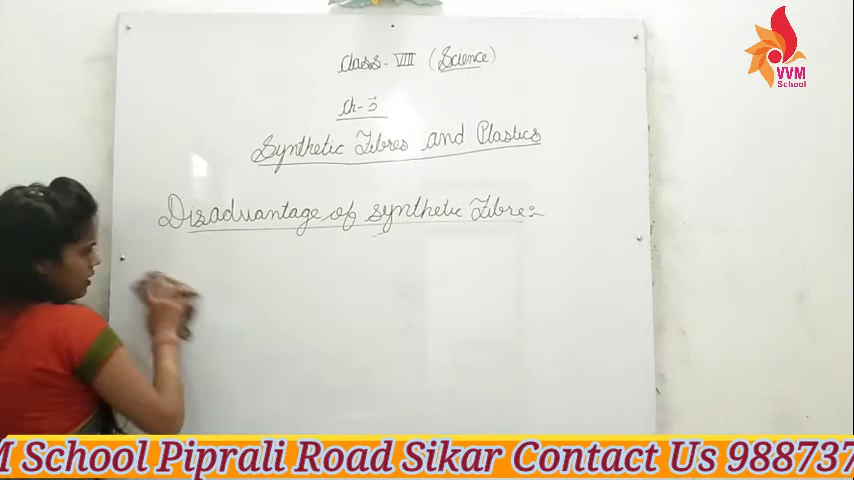 Class - VIII (Science)
Ch - 3
Synthetic Fibres and Plastics
Disadvantage of synthetic Fibre:-
VVM
School
M School Piprali Road Sikar Contact Us 988737